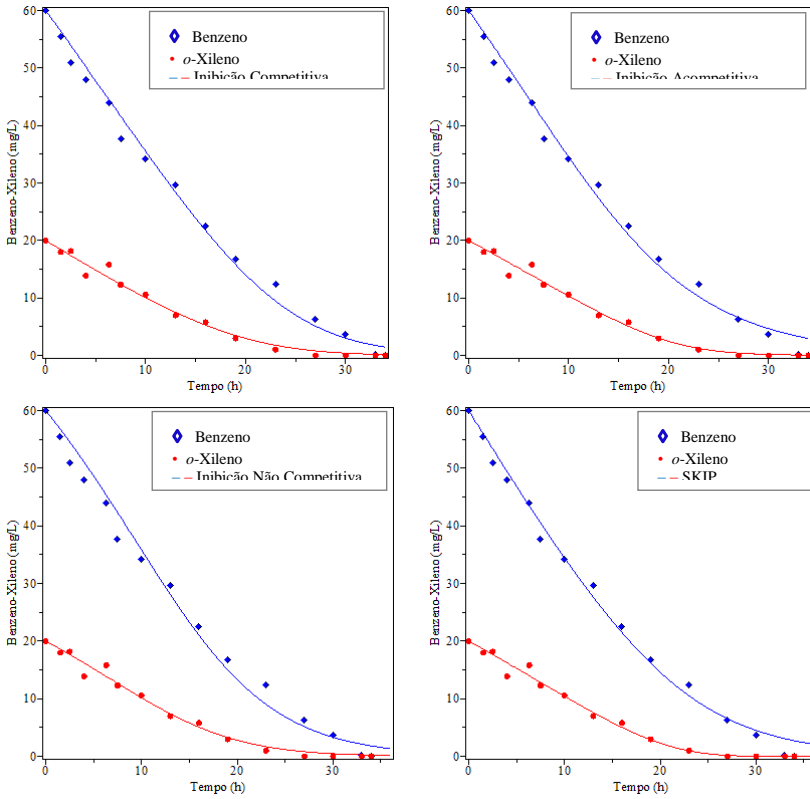 Benzeno
o-Xileno
Inibição Competitiva
Benzeno-Xileno (mg/L)
60
50
40
30
20
10
0
0 10 20 30
Tempo (h)
Benzeno
o-Xileno
Inibição Acompetitiva
Benzeno-Xileno (mg/L)
60
50
40
30
20
10
0
0 10 20 30
Tempo (h)
Benzeno
o-Xileno
Inibição Não Competitiva
Benzeno-Xileno (mg/L)
60
50
40
30
20
10
0
0 10 20 30
Tempo (h)
Benzeno
o-Xileno
SKIP
Benzeno-Xileno (mg/L)
60
50
40
30
20
10
0
0 10 20 30
Tempo (h)